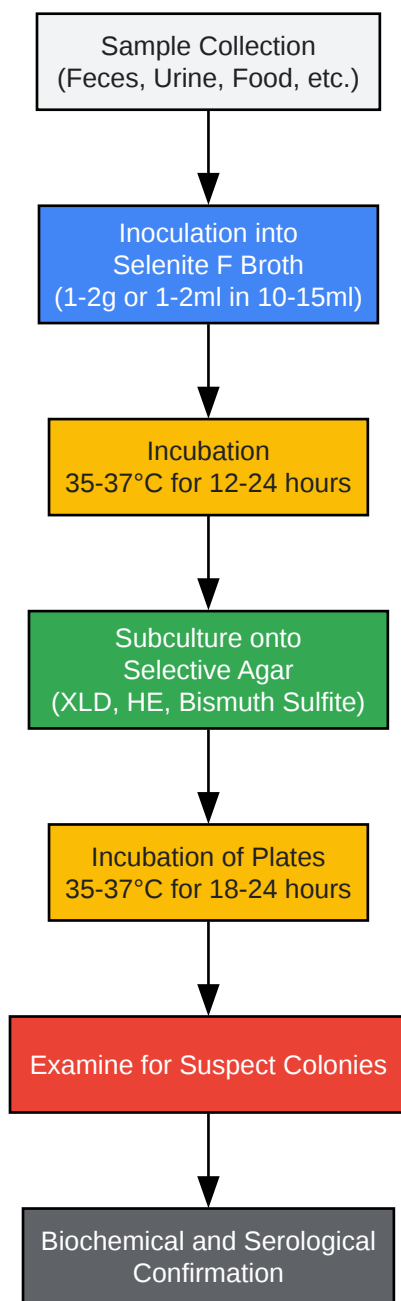 Sample Collection
(Feces, Urine, Food, etc.)
Inoculation into
Selenite F Broth
(1-2g or 1-2ml in 10-15ml)
Incubation
35-37°C for 12-24 hours
Subculture onto
Selective Agar
(XLD, HE, Bismuth Sulfite)
Incubation of Plates
35-37°C for 18-24 hours
Examine for Suspect Colonies
Biochemical and Serological
Confirmation